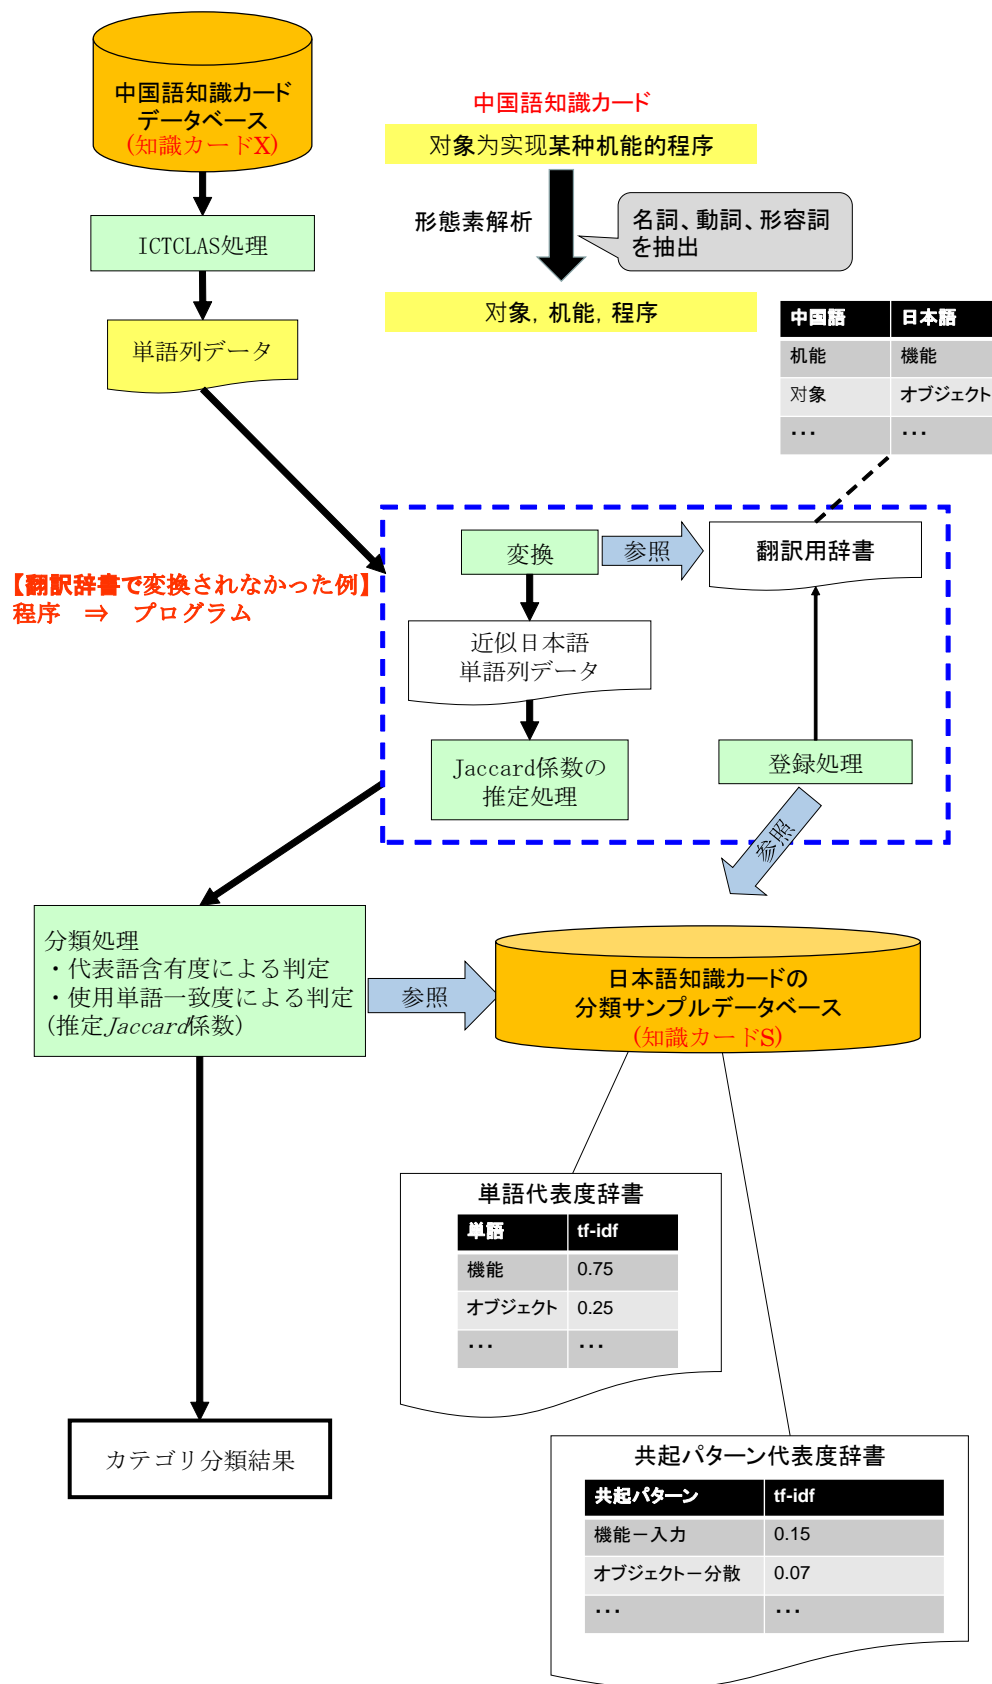 中国語知識カード
データベース
(知識カードX)
中国語知識カード
对象为实现某种机能的程序
形態素解析
名詞、動詞、形容詞
を抽出
ICTCLAS処理
对象, 机能, 程序
単語列データ
中国語 日本語
机能 機能
对象 オブジェクト
… …
変換
参照
翻訳用辞書
【翻訳辞書で変換されなかった例】
程序 ⇒ プログラム
近似日本語
単語列データ
Jaccard係数の
推定処理
登録処理
参照
分類処理
・代表語含有度による判定
・使用単語一致度による判定
(推定Jaccard係数)
参照
日本語知識カードの
分類サンプルデータベース
(知識カードS)
単語代表度辞書
単語 tf-idf
機能 0.75
オブジェクト 0.25
… …
カテゴリ分類結果
共起パターン代表度辞書
共起パターン tf-idf
機能－入力 0.15
オブジェクト－分散 0.07
… …